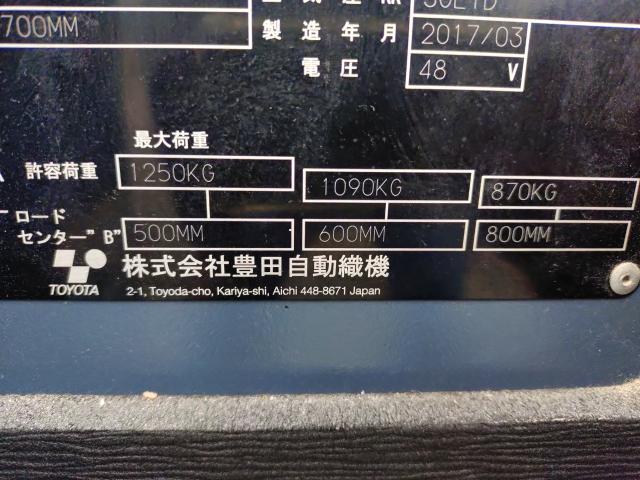 700MM
製造年月 2017/03
電圧 48 V
最大荷重
許容荷重 1250KG 1090KG 870KG
ロード
センター"B" 500MM 600MM 800MM
TOYOTA 株式会社豊田自動織機
2-1, Toyoda-cho, Kariya-shi, Aichi 448-8671 Japan